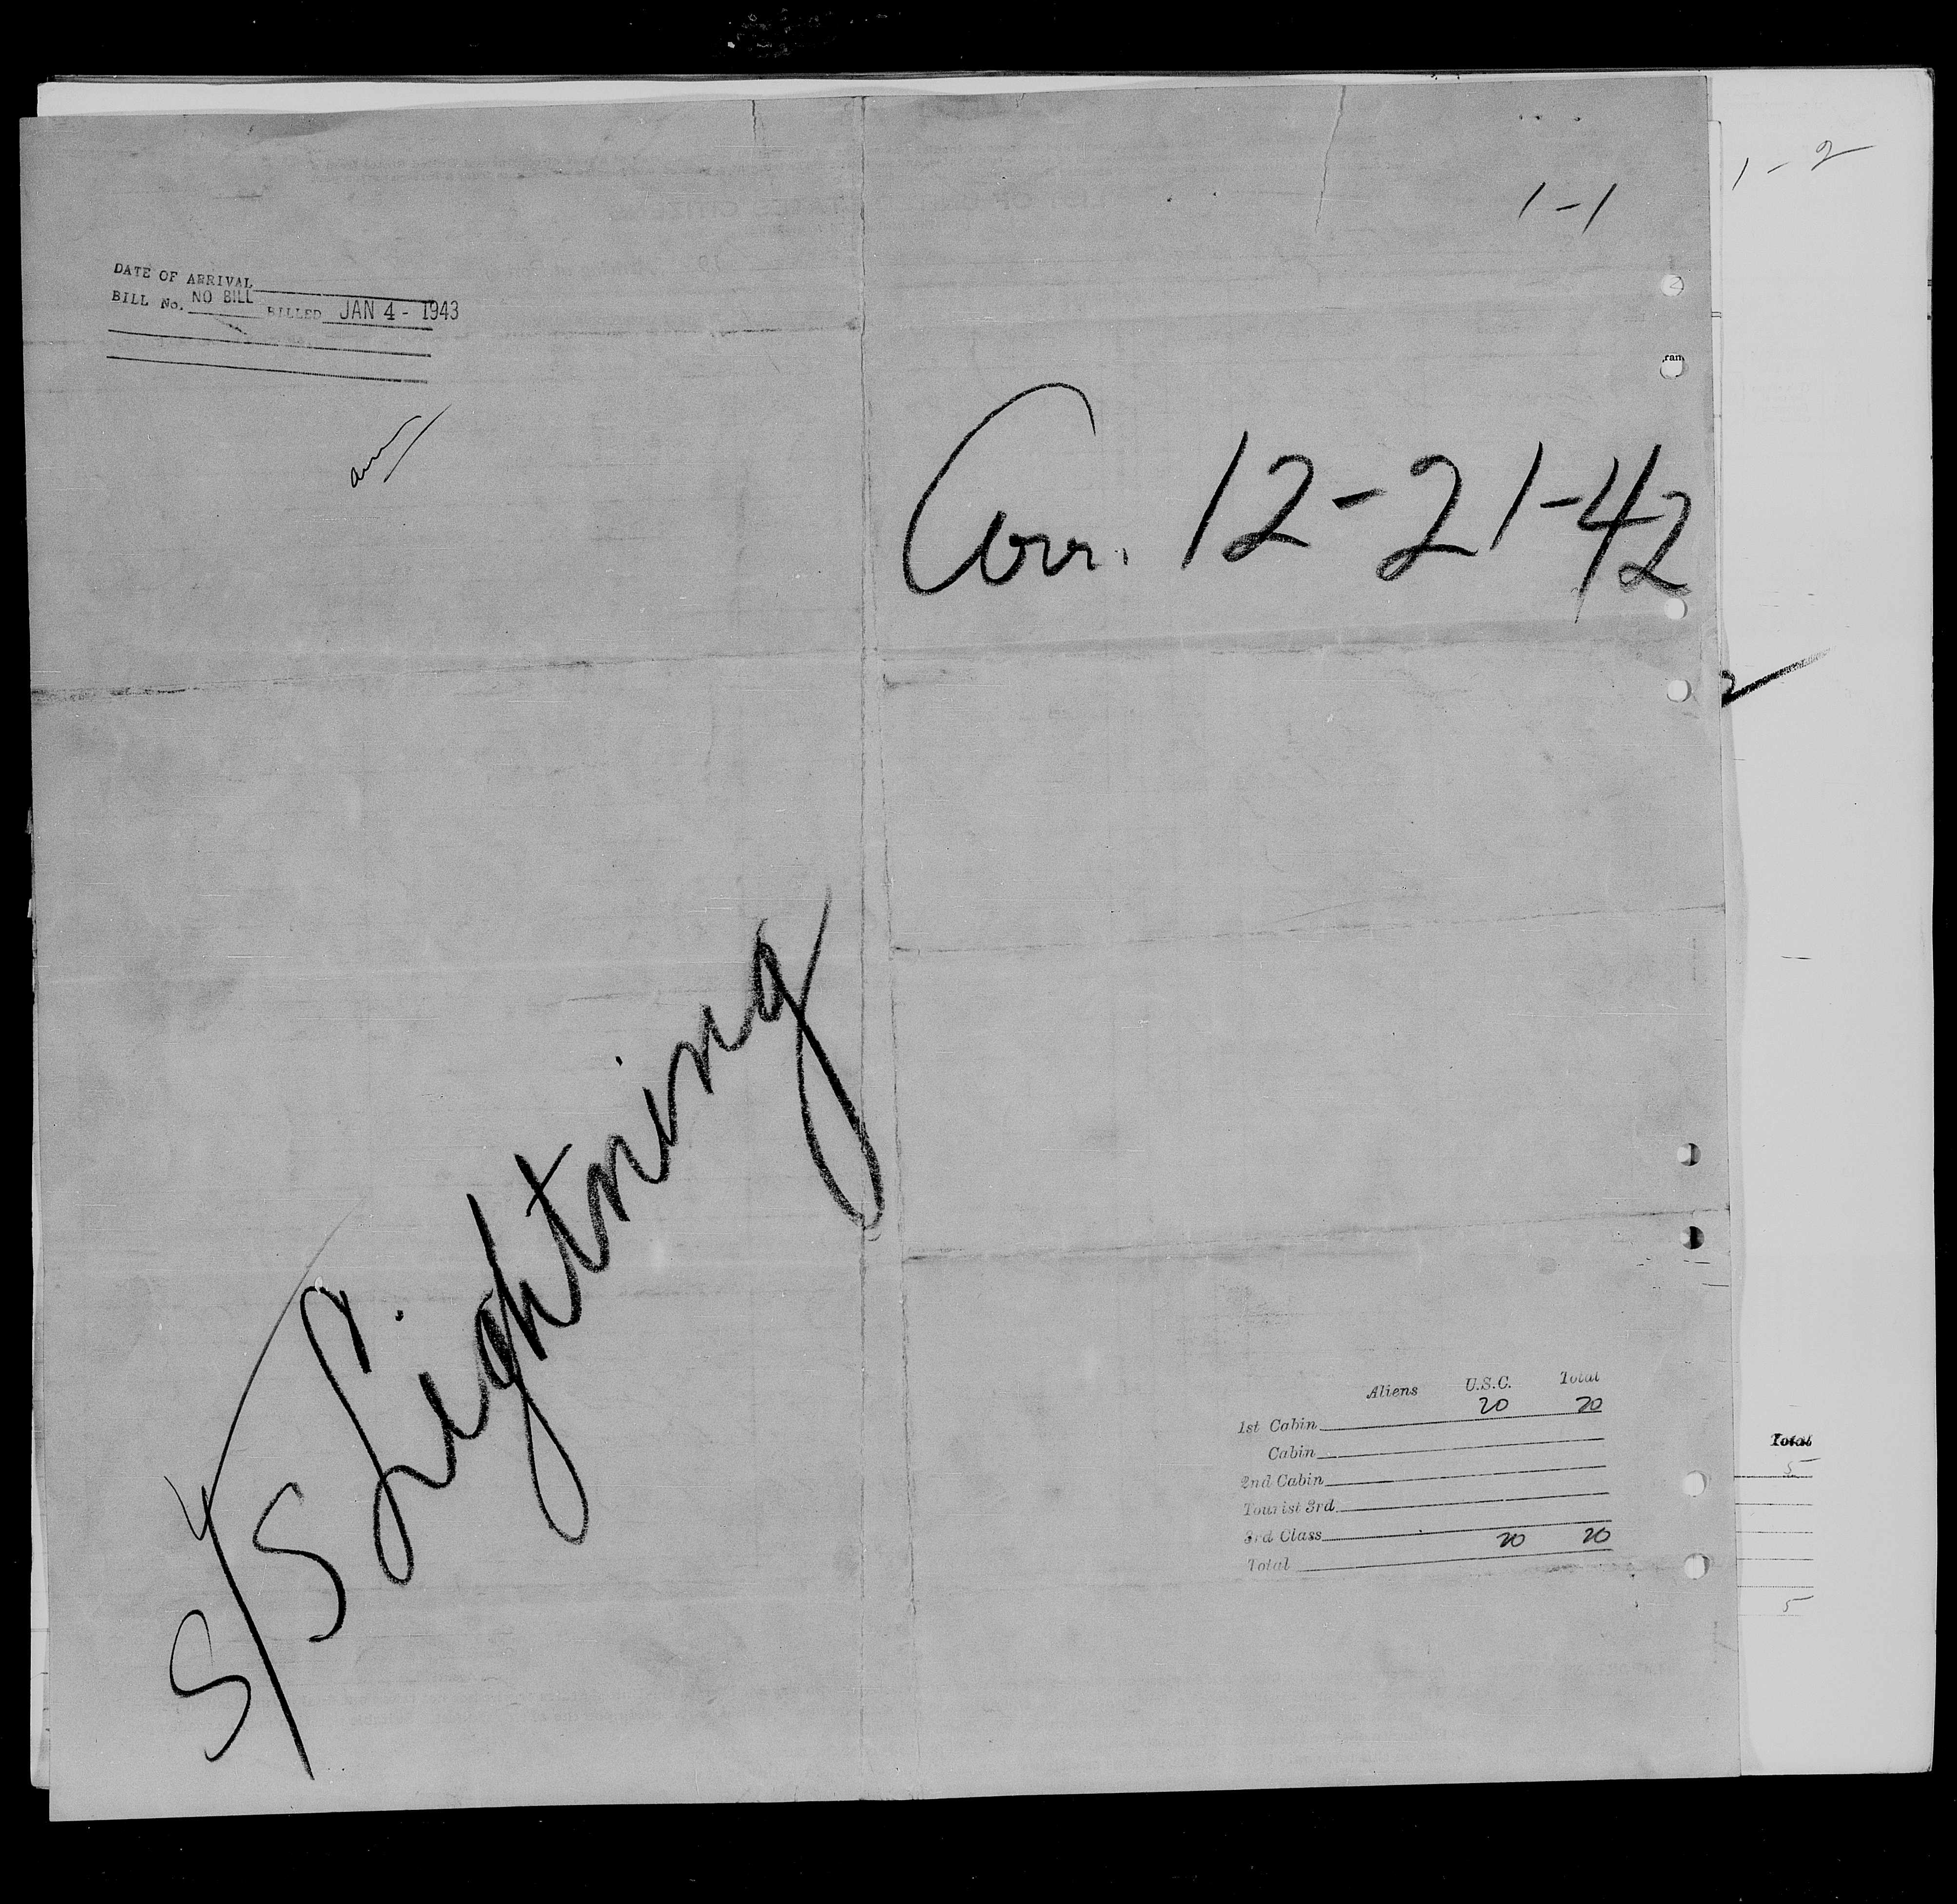 1-1
1-2
DATE OF ARRIVAL
BILL No. NO BILL BILLED JAN 4 - 1943
Arr. 12-21-42
S/S Lightning
Aliens U.S.C. Total
1st Cabin 20 20
Cabin
2nd Cabin
Tourist 3rd
3rd Class
Total 20 20
Total
5
5